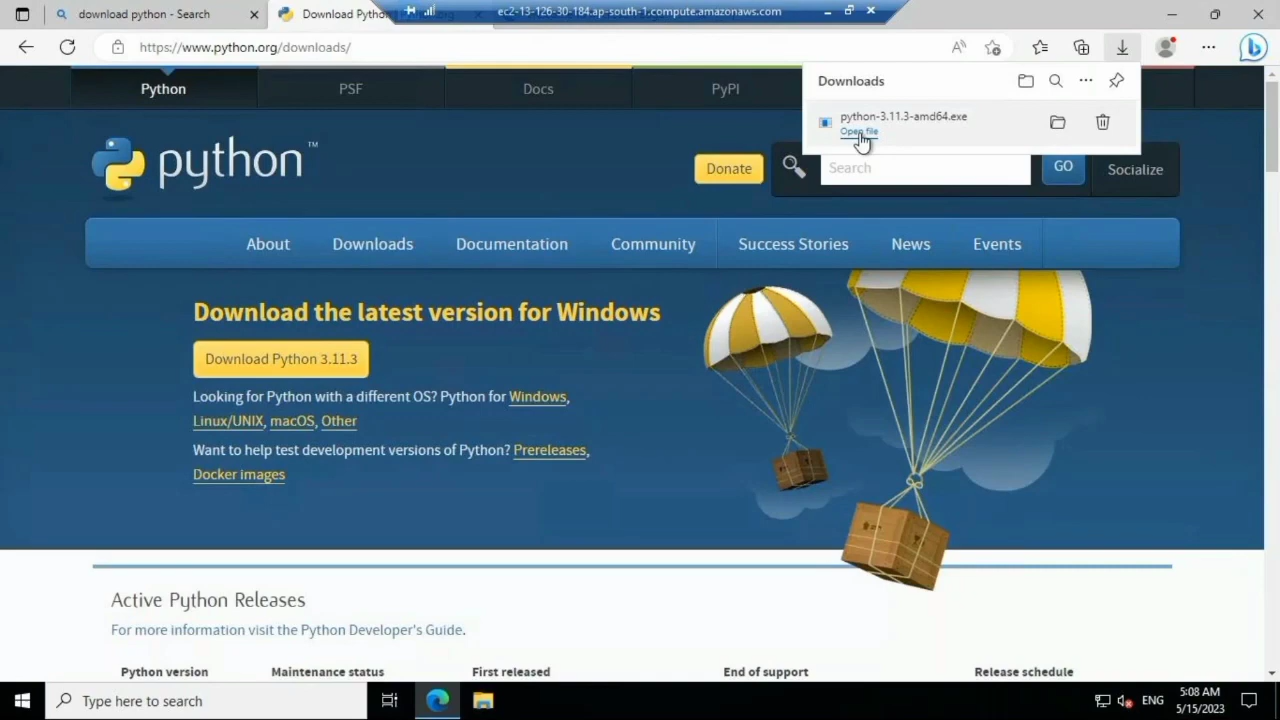 download python - Search
Download Python | Python.org
ec2-13-126-30-184.ap-south-1.compute.amazonaws.com
https://www.python.org/downloads/
Python
PSF
Docs
PyPI
Downloads
python-3.11.3-amd64.exe
Open file
python™
Donate
Search
GO
Socialize
About
Downloads
Documentation
Community
Success Stories
News
Events
Download the latest version for Windows
Download Python 3.11.3
Looking for Python with a different OS? Python for Windows,
Linux/UNIX, macOS, Other
Want to help test development versions of Python? Prereleases,
Docker images
Active Python Releases
For more information visit the Python Developer's Guide.
Python version
Maintenance status
First released
End of support
Release schedule
Type here to search
ENG
5:08 AM
5/15/2023